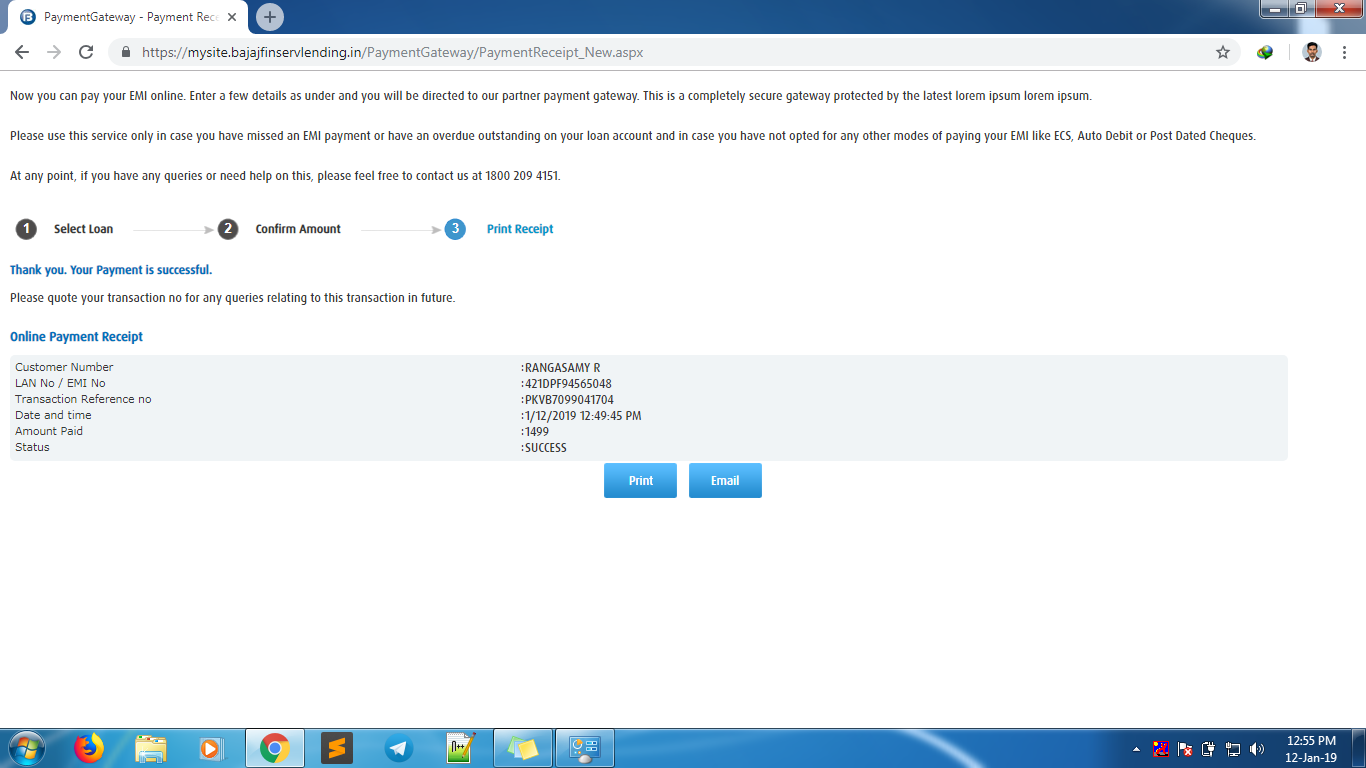 PaymentGateway - Payment Rece
https://mysite.bajajfinservlending.in/PaymentGateway/PaymentReceipt_New.aspx
Now you can pay your EMI online. Enter a few details as under and you will be directed to our partner payment gateway. This is a completely secure gateway protected by the latest lorem ipsum lorem ipsum.
Please use this service only in case you have missed an EMI payment or have an overdue outstanding on your loan account and in case you have not opted for any other modes of paying your EMI like ECS, Auto Debit or Post Dated Cheques.
At any point, if you have any queries or need help on this, please feel free to contact us at 1800 209 4151.
1 Select Loan 2 Confirm Amount 3 Print Receipt
Thank you. Your Payment is successful.
Please quote your transaction no for any queries relating to this transaction in future.
Online Payment Receipt
Customer Number :RANGASAMY R
LAN No / EMI No :421DPF94565048
Transaction Reference no :PKVB7099041704
Date and time :1/12/2019 12:49:45 PM
Amount Paid :1499
Status :SUCCESS
Print Email
12:55 PM
12-Jan-19